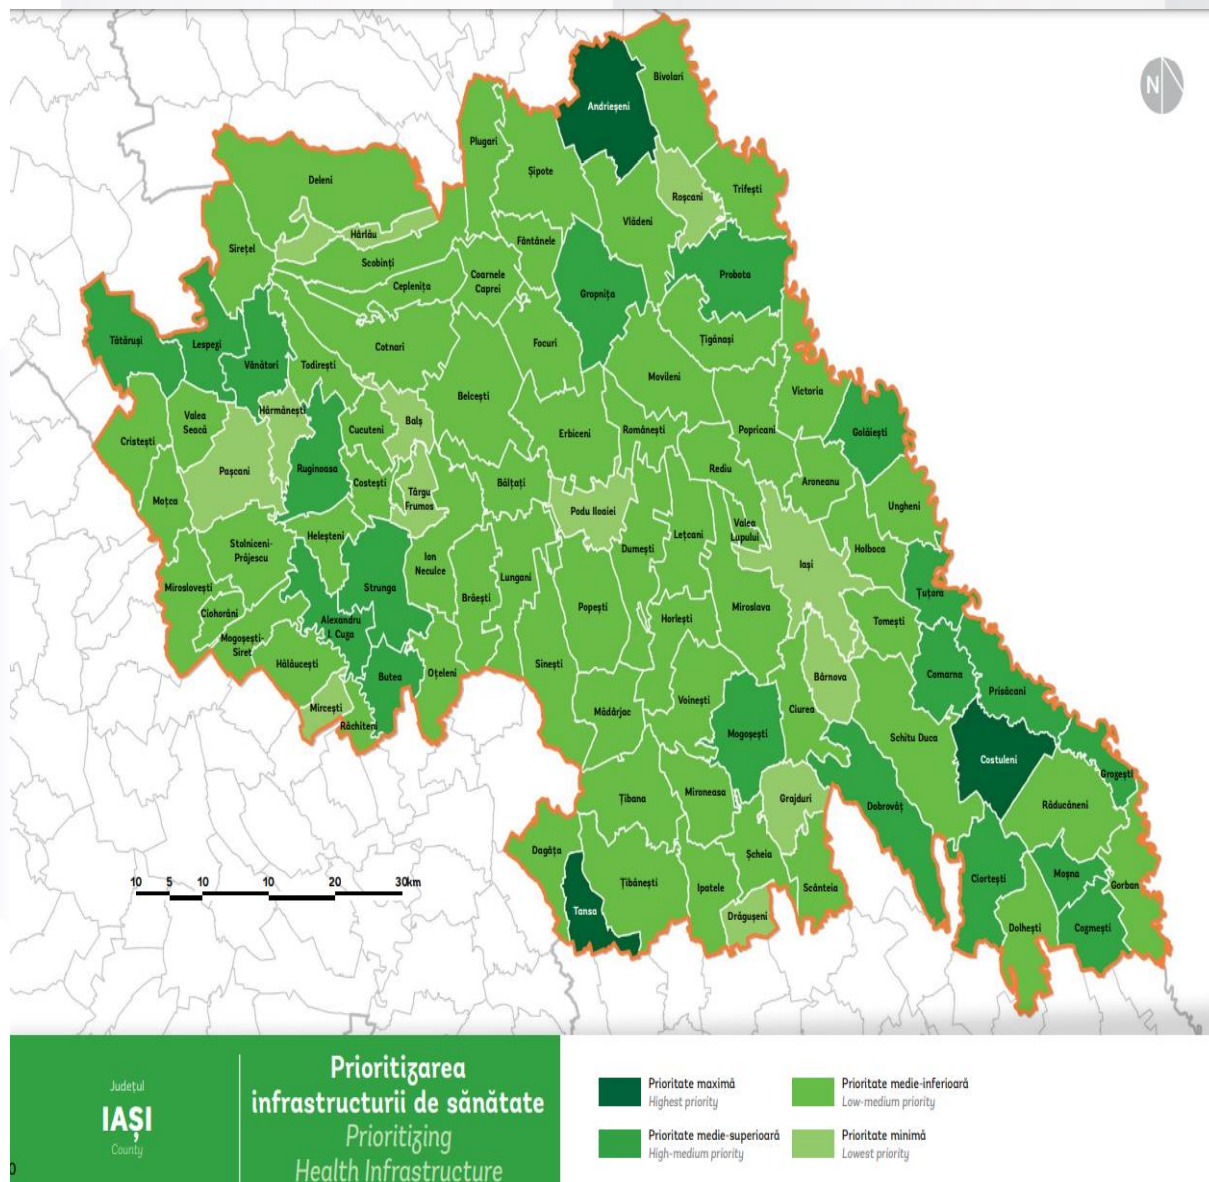 Bivolari
Andrieșeni
Plugari
Șipote
Deleni
Roșcani
Trifești
Vlădeni
Hârlău
Fântânele
Sirețel
Scobinți
Coarnele
Caprei
Probota
Ceplenița
Gropnița
Tătăruși
Lespezi
Vânători
Todirești
Cotnari
Focuri
Țigănași
Movileni
Victoria
Belcești
Hărmănești
Valea
Seacă
Balș
Cucuteni
Erbiceni
Românești
Popricani
Golăiești
Cristești
Pașcani
Ruginoasa
Rediu
Costești
Târgu
Frumos
Bălțați
Aroneanu
Moțca
Podu Iloaiei
Ungheni
Valea
Lupului
Lețcani
Heleșteni
Stolniceni-
Prăjescu
Dumești
Holboca
Ion
Neculce
Iași
Lungani
Miroslovești
Strunga
Brăești
Popești
Miroslava
Țuțora
Ciohorăni
Alexandru
I. Cuza
Horlești
Tomești
Mogoșești-
Siret
Hălăucești
Oțeleni
Sinești
Butea
Bârnova
Comarna
Prisăcani
Voinești
Mircești
Mădârjac
Ciurea
Răchiteni
Mogoșești
Schitu Duca
Costuleni
Grozești
Țibana
Mironeasa
Grajduri
Dobrovăț
Răducăneni
Dagâța
Șcheia
Ciortești
Moșna
Gorban
Țibănești
Ipatele
Scânteia
Tansa
Drăgușeni
Dolhești
Cozmești
N
10 5 10 10 20 30km
Județul
IAȘI
County
Prioritizarea
infrastructurii de sănătate
Prioritizing
Health Infrastructure
Prioritate maximă
Highest priority
Prioritate medie-superioară
High-medium priority
Prioritate medie-inferioară
Low-medium priority
Prioritate minimă
Lowest priority
0